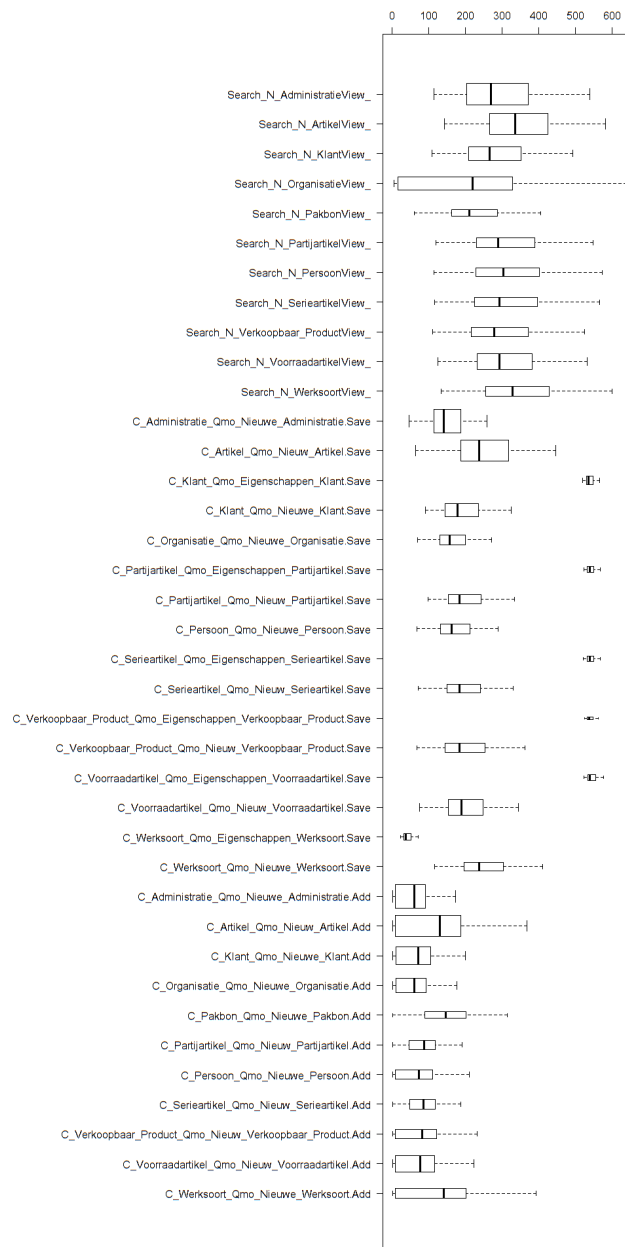 0 100 200 300 400 500 600
Search_N_AdministratieView_
Search_N_ArtikelView_
Search_N_KlantView_
Search_N_OrganisatieView_
Search_N_PakbonView_
Search_N_PartijartikelView_
Search_N_PersoonView_
Search_N_SerieartikelView_
Search_N_Verkoopbaar_ProductView_
Search_N_VoorraadartikelView_
Search_N_WerksoortView_
C_Administratie_Qmo_Nieuwe_Administratie.Save
C_Artikel_Qmo_Nieuw_Artikel.Save
C_Klant_Qmo_Eigenschappen_Klant.Save
C_Klant_Qmo_Nieuwe_Klant.Save
C_Organisatie_Qmo_Nieuwe_Organisatie.Save
C_Partijartikel_Qmo_Eigenschappen_Partijartikel.Save
C_Partijartikel_Qmo_Nieuw_Partijartikel.Save
C_Persoon_Qmo_Nieuwe_Persoon.Save
C_Serieartikel_Qmo_Eigenschappen_Serieartikel.Save
C_Serieartikel_Qmo_Nieuw_Serieartikel.Save
C_Verkoopbaar_Product_Qmo_Eigenschappen_Verkoopbaar_Product.Save
C_Verkoopbaar_Product_Qmo_Nieuw_Verkoopbaar_Product.Save
C_Voorraadartikel_Qmo_Eigenschappen_Voorraadartikel.Save
C_Voorraadartikel_Qmo_Nieuw_Voorraadartikel.Save
C_Werksoort_Qmo_Eigenschappen_Werksoort.Save
C_Werksoort_Qmo_Nieuwe_Werksoort.Save
C_Administratie_Qmo_Nieuwe_Administratie.Add
C_Artikel_Qmo_Nieuw_Artikel.Add
C_Klant_Qmo_Nieuwe_Klant.Add
C_Organisatie_Qmo_Nieuwe_Organisatie.Add
C_Pakbon_Qmo_Nieuwe_Pakbon.Add
C_Partijartikel_Qmo_Nieuw_Partijartikel.Add
C_Persoon_Qmo_Nieuwe_Persoon.Add
C_Serieartikel_Qmo_Nieuw_Serieartikel.Add
C_Verkoopbaar_Product_Qmo_Nieuw_Verkoopbaar_Product.Add
C_Voorraadartikel_Qmo_Nieuw_Voorraadartikel.Add
C_Werksoort_Qmo_Nieuwe_Werksoort.Add